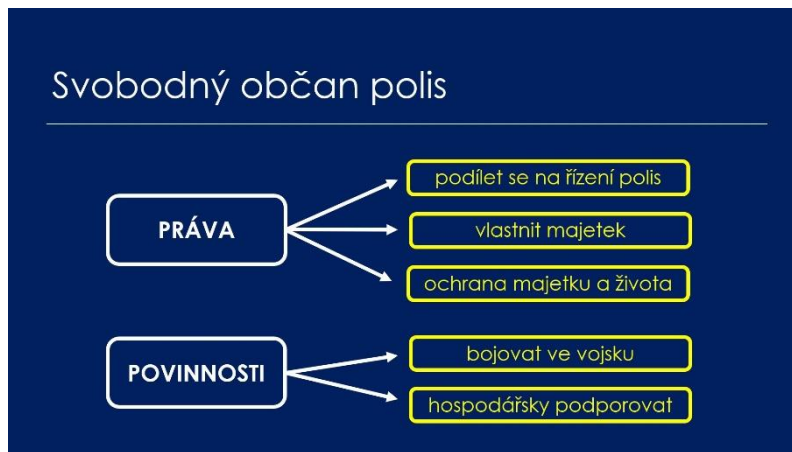 Svobodný občan polis
PRÁVA
podílet se na řízení polis
vlastnit majetek
ochrana majetku a života
POVINNOSTI
bojovat ve vojsku
hospodářsky podporovat